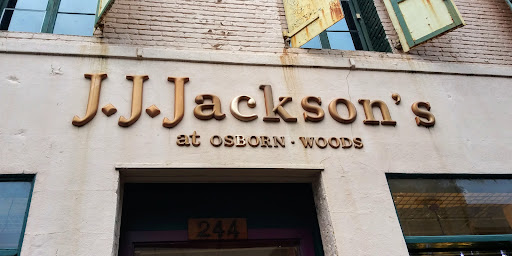 J.J.Jackson's
at OSBORN · WOODS
244